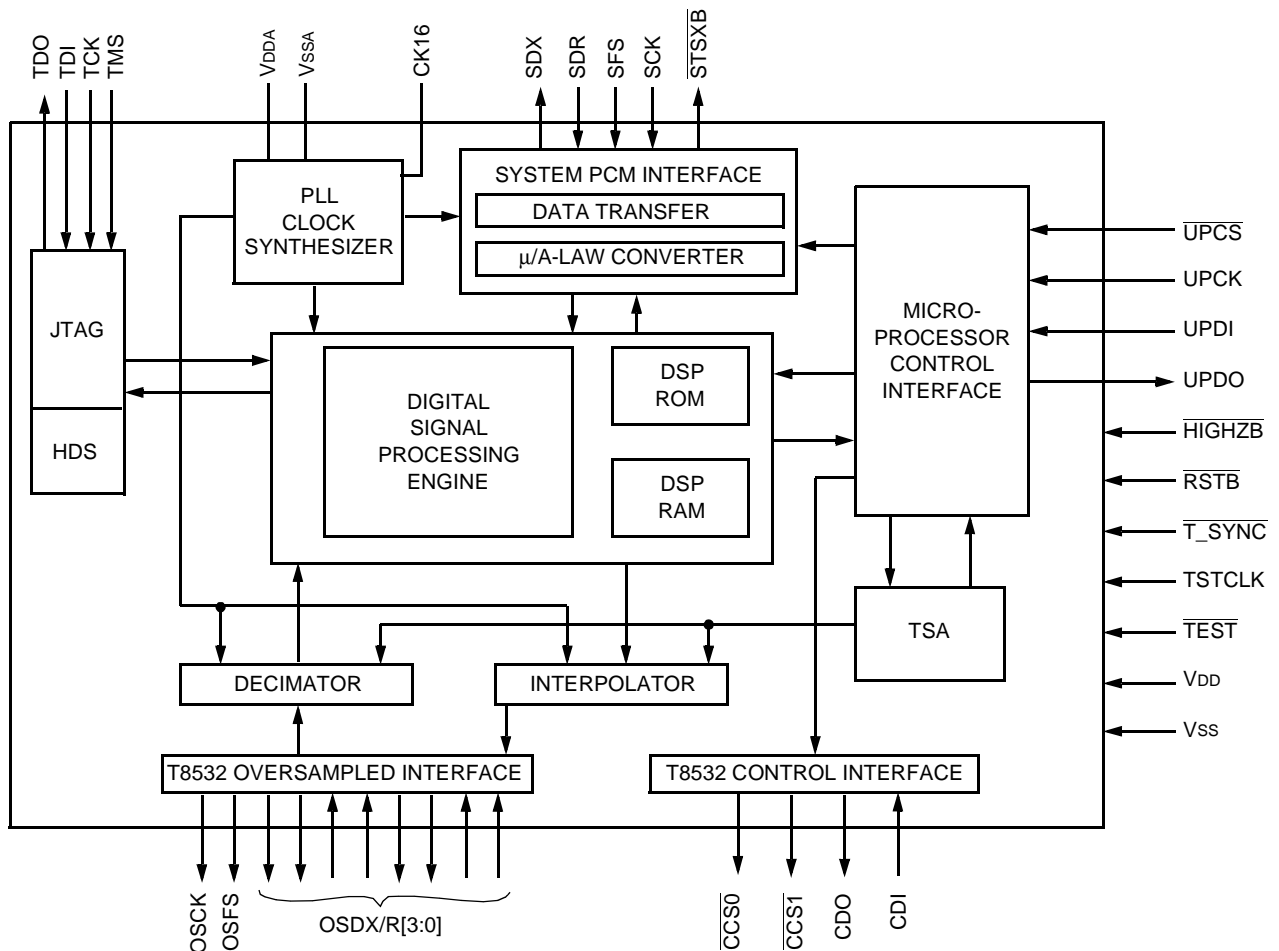 TDO
TDI
TCK
TMS
VDDA
VSSA
CK16
SDX
SDR
SFS
SCK
STSXB
PLL
CLOCK
SYNTHESIZER
SYSTEM PCM INTERFACE
DATA TRANSFER
μ/A-LAW CONVERTER
JTAG
HDS
DIGITAL
SIGNAL
PROCESSING
ENGINE
DSP
ROM
DSP
RAM
MICRO-
PROCESSOR
CONTROL
INTERFACE
UPCS
UPCK
UPDI
UPDO
HIGHZB
RSTB
T_SYNC
TSTCLK
TEST
VDD
VSS
TSA
DECIMATOR
INTERPOLATOR
T8532 OVERSAMPLED INTERFACE
T8532 CONTROL INTERFACE
OSCK
OSFS
OSDX/R[3:0]
CCS0
CCS1
CDO
CDI